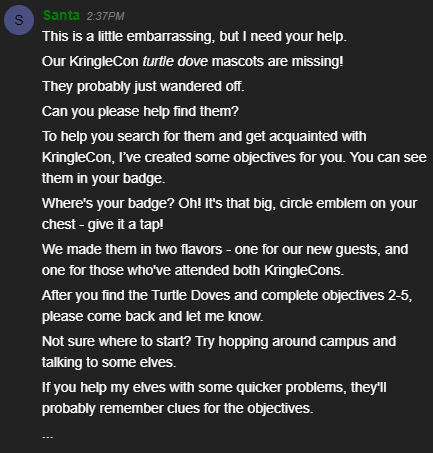 S
Santa 2:37PM
This is a little embarrassing, but I need your help.
Our KringleCon turtle dove mascots are missing!
They probably just wandered off.
Can you please help find them?
To help you search for them and get acquainted with
KringleCon, I've created some objectives for you. You can see
them in your badge.
Where's your badge? Oh! It's that big, circle emblem on your
chest - give it a tap!
We made them in two flavors - one for our new guests, and
one for those who've attended both KringleCons.
After you find the Turtle Doves and complete objectives 2-5,
please come back and let me know.
Not sure where to start? Try hopping around campus and
talking to some elves.
If you help my elves with some quicker problems, they'll
probably remember clues for the objectives.
...